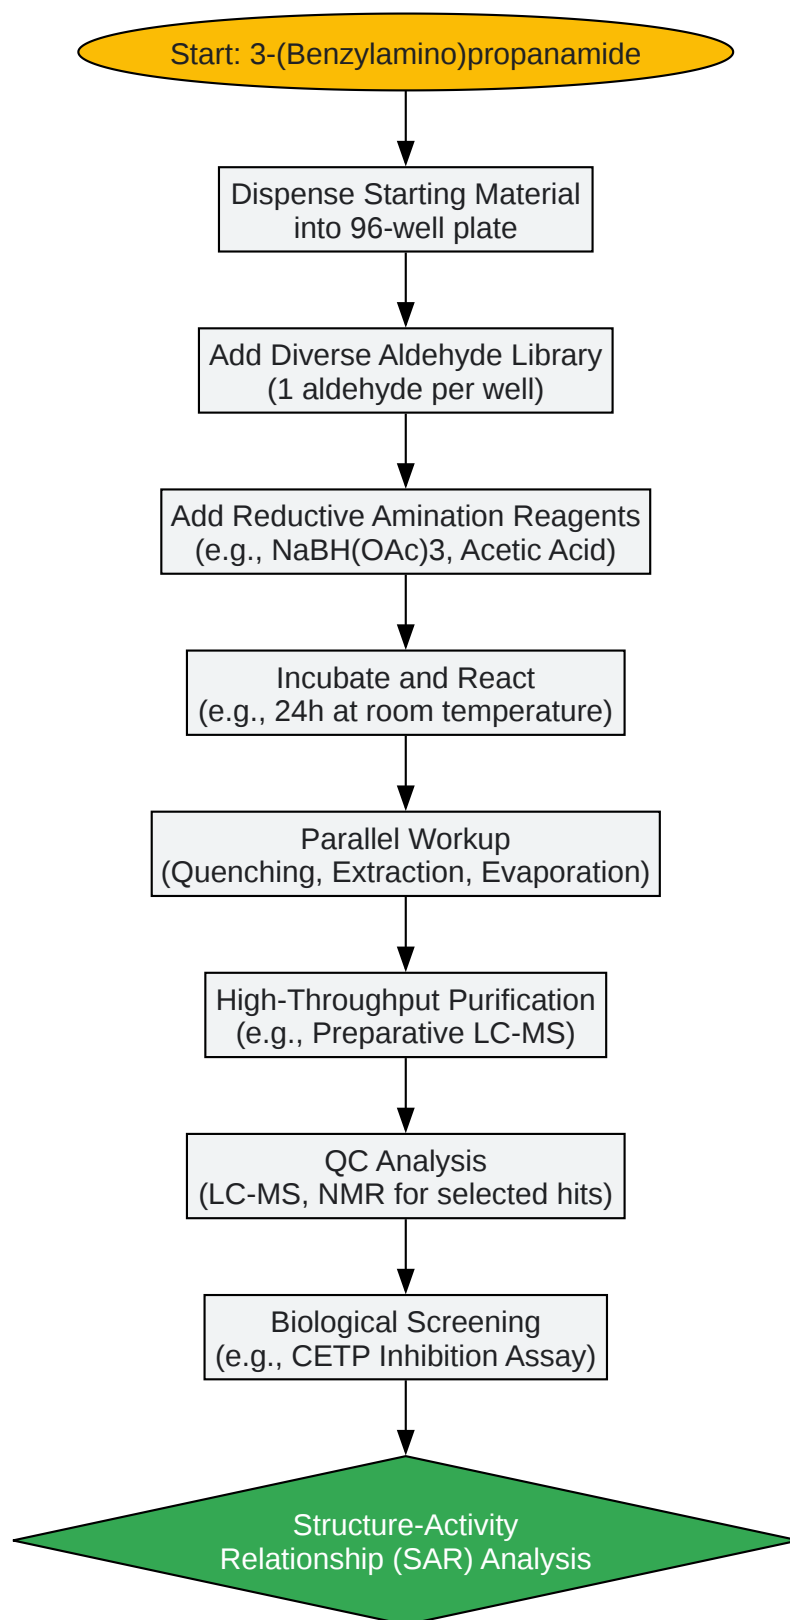 Start: 3-(Benzylamino)propanamide
Dispense Starting Material
into 96-well plate
Add Diverse Aldehyde Library
(1 aldehyde per well)
Add Reductive Amination Reagents
(e.g., NaBH(OAc)3, Acetic Acid)
Incubate and React
(e.g., 24h at room temperature)
Parallel Workup
(Quenching, Extraction, Evaporation)
High-Throughput Purification
(e.g., Preparative LC-MS)
QC Analysis
(LC-MS, NMR for selected hits)
Biological Screening
(e.g., CETP Inhibition Assay)
Structure-Activity
Relationship (SAR) Analysis